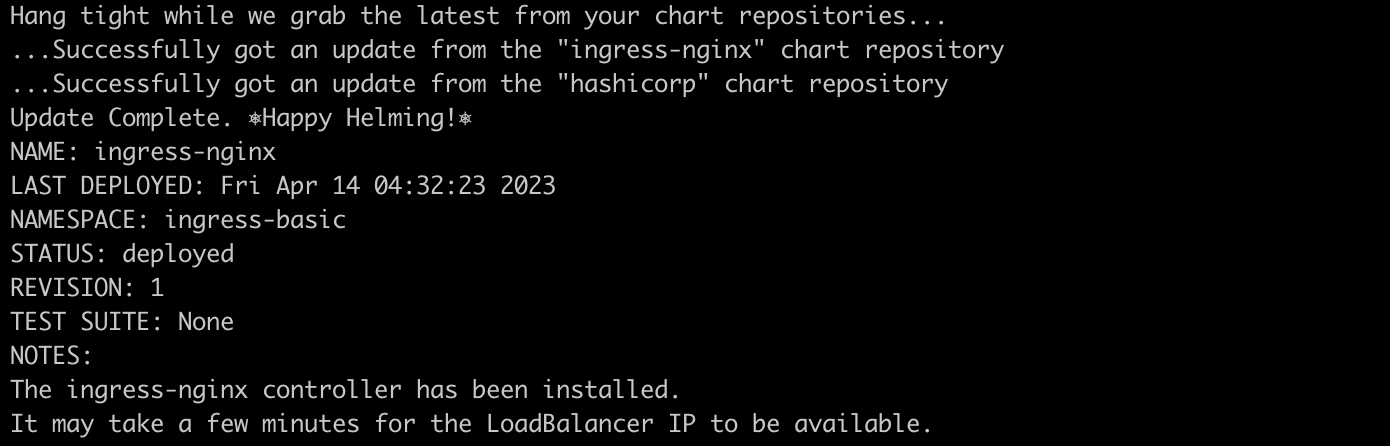 Hang tight while we grab the latest from your chart repositories...
...Successfully got an update from the "ingress-nginx" chart repository
...Successfully got an update from the "hashicorp" chart repository
Update Complete. ⎈Happy Helming!⎈
NAME: ingress-nginx
LAST DEPLOYED: Fri Apr 14 04:32:23 2023
NAMESPACE: ingress-basic
STATUS: deployed
REVISION: 1
TEST SUITE: None
NOTES:
The ingress-nginx controller has been installed.
It may take a few minutes for the LoadBalancer IP to be available.